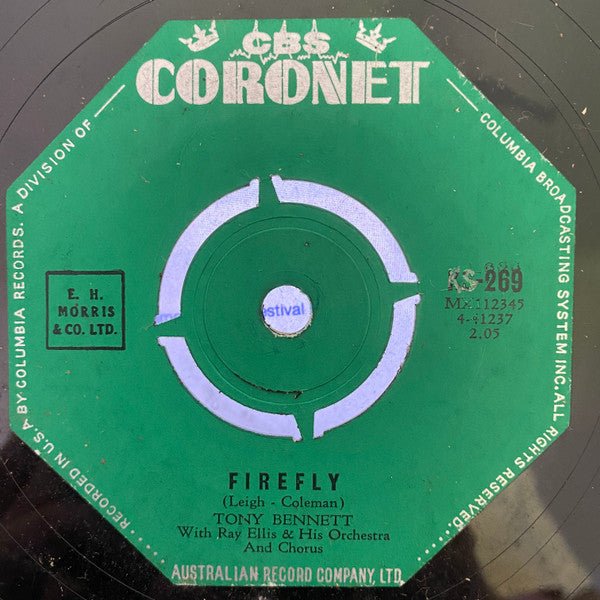 CBS
CORONET
RECORDED IN U.S.A BY COLUMBIA RECORDS. A DIVISION OF
COLUMBIA BROADCASTING SYSTEM INC. ALL RIGHTS RESERVED.....
E. H.
MORRIS
& CO. LTD.
KS-269
MX112345
4-41237
2.05
stival
FIREFLY
(Leigh - Coleman)
TONY BENNETT
With Ray Ellis & His Orchestra
And Chorus
AUSTRALIAN RECORD COMPANY, LTD.